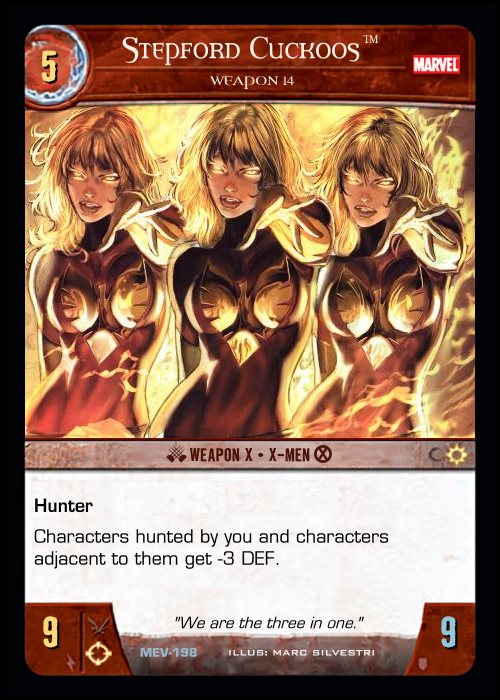 5
STEPFORD CUCKOOS™
WEAPON 14
MARVEL
WEAPON X • X-MEN
C
Hunter
Characters hunted by you and characters
adjacent to them get -3 DEF.
9
"We are the three in one."
9
MEV-198 ILLUS: MARC SILVESTRI